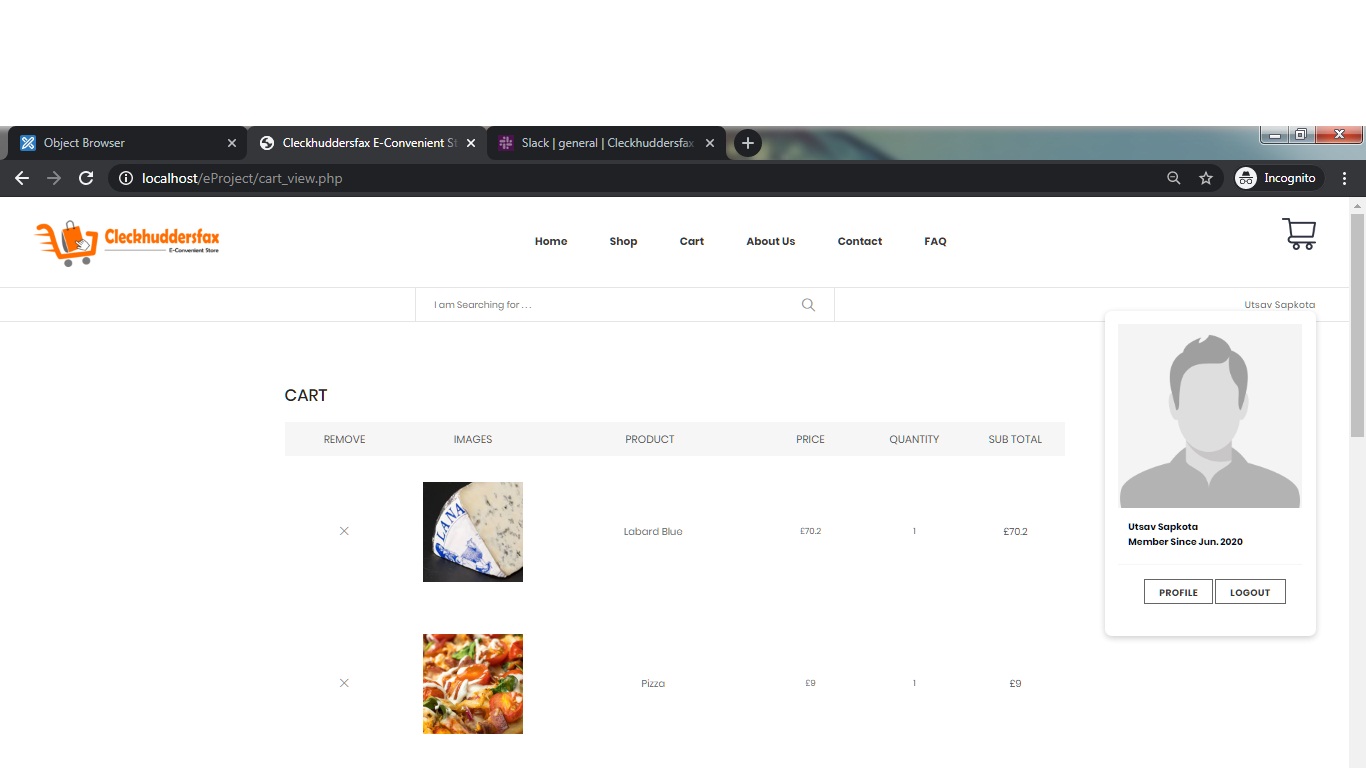 Object Browser
Cleckhuddersfax E-Convenient St
Slack | general | Cleckhuddersfax
localhost/eProject/cart_view.php
Incognito
Cleckhuddersfax
E-Convenient Store
Home Shop Cart About Us Contact FAQ
I am Searching for . . .
Utsav Sapkota
CART
REMOVE IMAGES PRODUCT PRICE QUANTITY SUB TOTAL
LANA
Labard Blue £70.2 1 £70.2
Utsav Sapkota
Member Since Jun. 2020
PROFILE LOGOUT
Pizza £9 1 £9